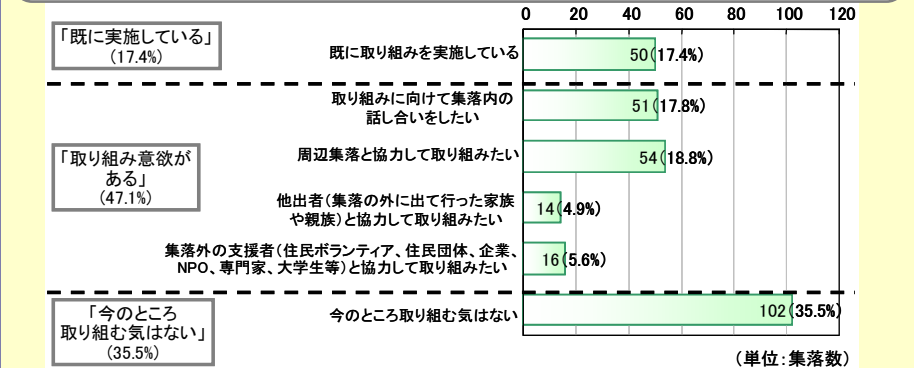 0 20 40 60 80 100 120
「既に実施している」
(17.4%)
既に取り組みを実施している
50(17.4%)
取り組みに向けて集落内の
話し合いをしたい
51(17.8%)
「取り組み意欲が
ある」
(47.1%)
周辺集落と協力して取り組みたい
54(18.8%)
他出者(集落の外に出て行った家族
や親族)と協力して取り組みたい
14(4.9%)
集落外の支援者(住民ボランティア、住民団体、企業、
NPO、専門家、大学生等)と協力して取り組みたい
16(5.6%)
「今のところ
取り組む気はない」
(35.5%)
今のところ取り組む気はない
102(35.5%)
(単位:集落数)